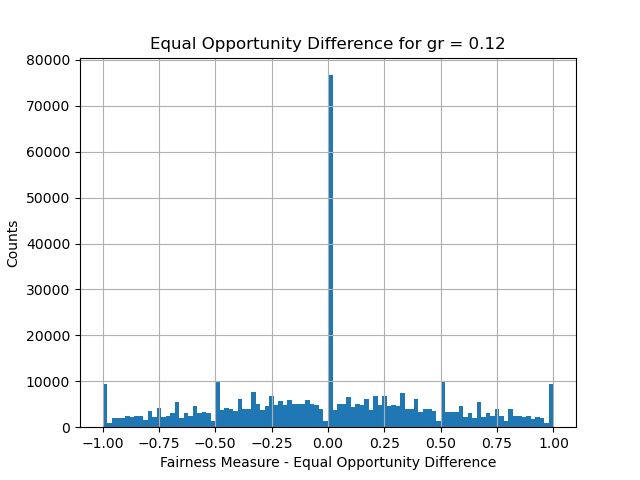 Equal Opportunity Difference for gr = 0.12
80000
70000
60000
50000
40000
30000
20000
10000
0
Counts
−1.00 −0.75 −0.50 −0.25 0.00 0.25 0.50 0.75 1.00
Fairness Measure - Equal Opportunity Difference